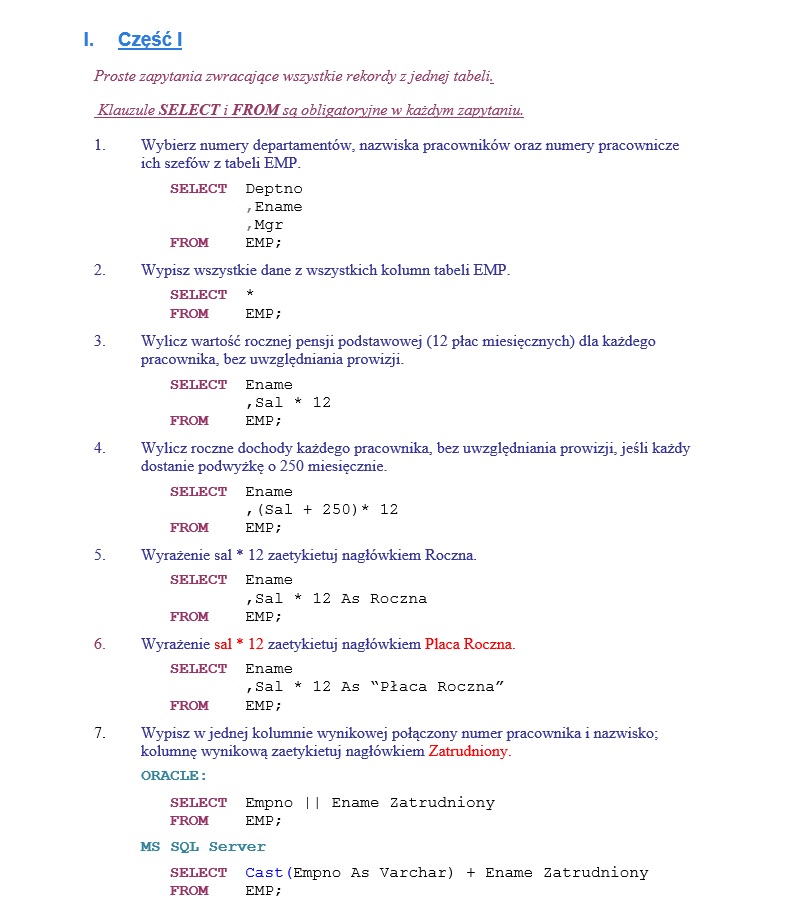 I. Część I
Proste zapytania zwracające wszystkie rekordy z jednej tabeli.
Klauzule SELECT i FROM są obligatoryjne w każdym zapytaniu.
1. Wybierz numery departamentów, nazwiska pracowników oraz numery pracownicze
ich szefów z tabeli EMP.
SELECT Deptno
,Ename
,Mgr
FROM EMP;
2. Wypisz wszystkie dane z wszystkich kolumn tabeli EMP.
SELECT *
FROM EMP;
3. Wylicz wartość rocznej pensji podstawowej (12 płac miesięcznych) dla każdego
pracownika, bez uwzględniania prowizji.
SELECT Ename
,Sal * 12
FROM EMP;
4. Wylicz roczne dochody każdego pracownika, bez uwzględniania prowizji, jeśli każdy
dostanie podwyżkę o 250 miesięcznie.
SELECT Ename
,(Sal + 250)* 12
FROM EMP;
5. Wyrażenie sal * 12 zaetykietuj nagłówkiem Roczna.
SELECT Ename
,Sal * 12 As Roczna
FROM EMP;
6. Wyrażenie sal * 12 zaetykietuj nagłówkiem Placa Roczna.
SELECT Ename
,Sal * 12 As “Płaca Roczna”
FROM EMP;
7. Wypisz w jednej kolumnie wynikowej połączony numer pracownika i nazwisko;
kolumnę wynikową zaetykietuj nagłówkiem Zatrudniony.
ORACLE:
SELECT Empno || Ename Zatrudniony
FROM EMP;
MS SQL Server
SELECT Cast(Empno As Varchar) + Ename Zatrudniony
FROM EMP;